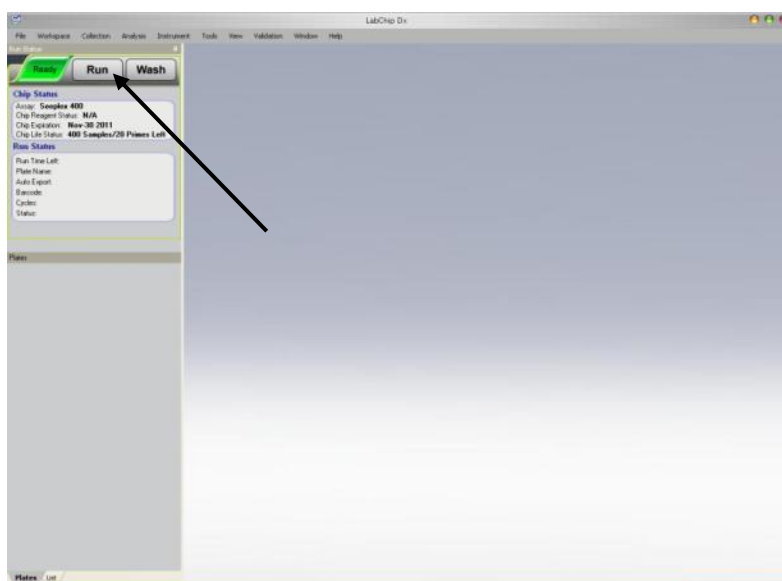 LabChip Dx
File Workspace Collection Analysis Instrument Tools View Validation Window Help
Run Status
Ready Run Wash
Chip Status
Assay: Seeplex 400
Chip Reagent Status: N/A
Chip Expiration: Nov-30-2011
Chip Life Status: 400 Samples/20 Primes Left
Run Status
Run Time Left:
Plate Name:
Auto Export:
Barcode:
Cycles:
Status:
Plates
Plates List